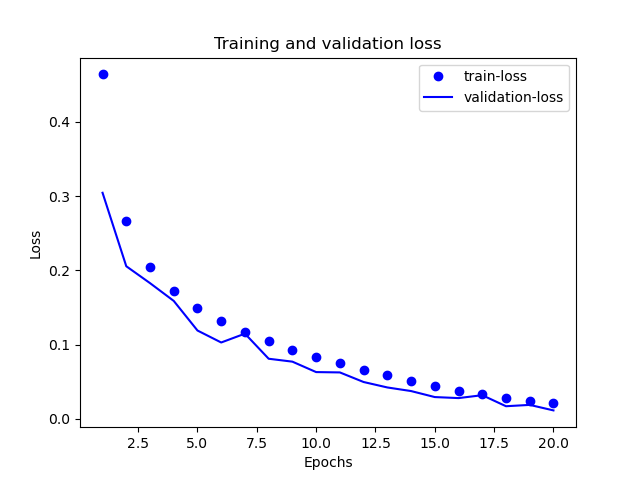 Training and validation loss
train-loss
validation-loss
0.4
0.3
0.2
0.1
0.0
Loss
2.5 5.0 7.5 10.0 12.5 15.0 17.5 20.0
Epochs